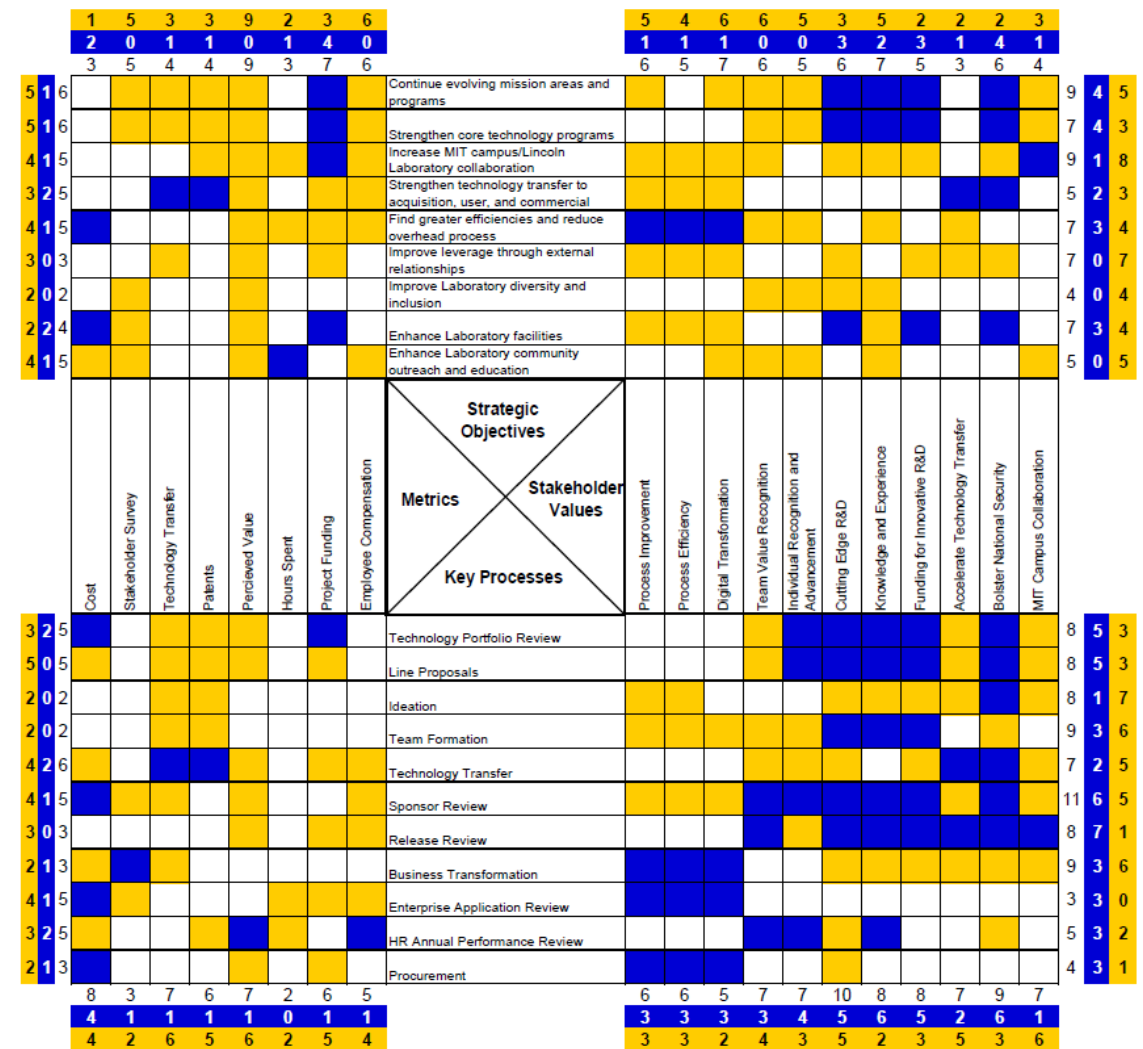 1 5 3 3 9 2 3 6 5 4 6 6 5 3 5 2 2 2 3
2 0 1 1 0 1 4 0 1 1 1 0 0 3 2 3 1 4 1
3 5 4 4 9 3 7 6 6 5 7 6 5 6 7 5 3 6 4
5 1 6 Continue evolving mission areas and 9 4 5
programs
5 1 6 Strengthen core technology programs 7 4 3
4 1 5 Increase MIT campus/Lincoln 9 1 8
Laboratory collaboration
3 2 5 Strengthen technology transfer to 5 2 3
acquisition, user, and commercial
4 1 5 Find greater efficiencies and reduce 7 3 4
overhead process
3 0 3 Improve leverage through external 7 0 7
relationships
2 0 2 Improve Laboratory diversity and 4 0 4
inclusion
2 2 4 Enhance Laboratory facilities 7 3 4
4 1 5 Enhance Laboratory community 5 0 5
outreach and education
Cost
Stakeholder Survey
Technology Transfer
Patents
Percieved Value
Hours Spent
Project Funding
Employee Compensation
Strategic
Objectives
Metrics
Stakeholder
Values
Key Processes
Process Improvement
Process Efficiency
Digital Transformation
Team Value Recognition
Individual Recognition and
Advancement
Cutting Edge R&D
Knowledge and Experience
Funding for Innovative R&D
Accelerate Technology Transfer
Bolster National Security
MIT Campus Collaboration
3 2 5 Technology Portfolio Review 8 5 3
5 0 5 Line Proposals 8 5 3
2 0 2 Ideation 8 1 7
2 0 2 Team Formation 9 3 6
4 2 6 Technology Transfer 7 2 5
4 1 5 Sponsor Review 11 6 5
3 0 3 Release Review 8 7 1
2 1 3 Business Transformation 9 3 6
4 1 5 Enterprise Application Review 3 3 0
3 2 5 HR Annual Performance Review 5 3 2
2 1 3 Procurement 4 3 1
8 3 7 6 7 2 6 5 6 6 5 7 7 10 8 8 7 9 7
4 1 1 1 1 0 1 1 3 3 3 3 4 5 6 5 2 6 1
4 2 6 5 6 2 5 4 3 3 2 4 3 5 2 3 5 3 6